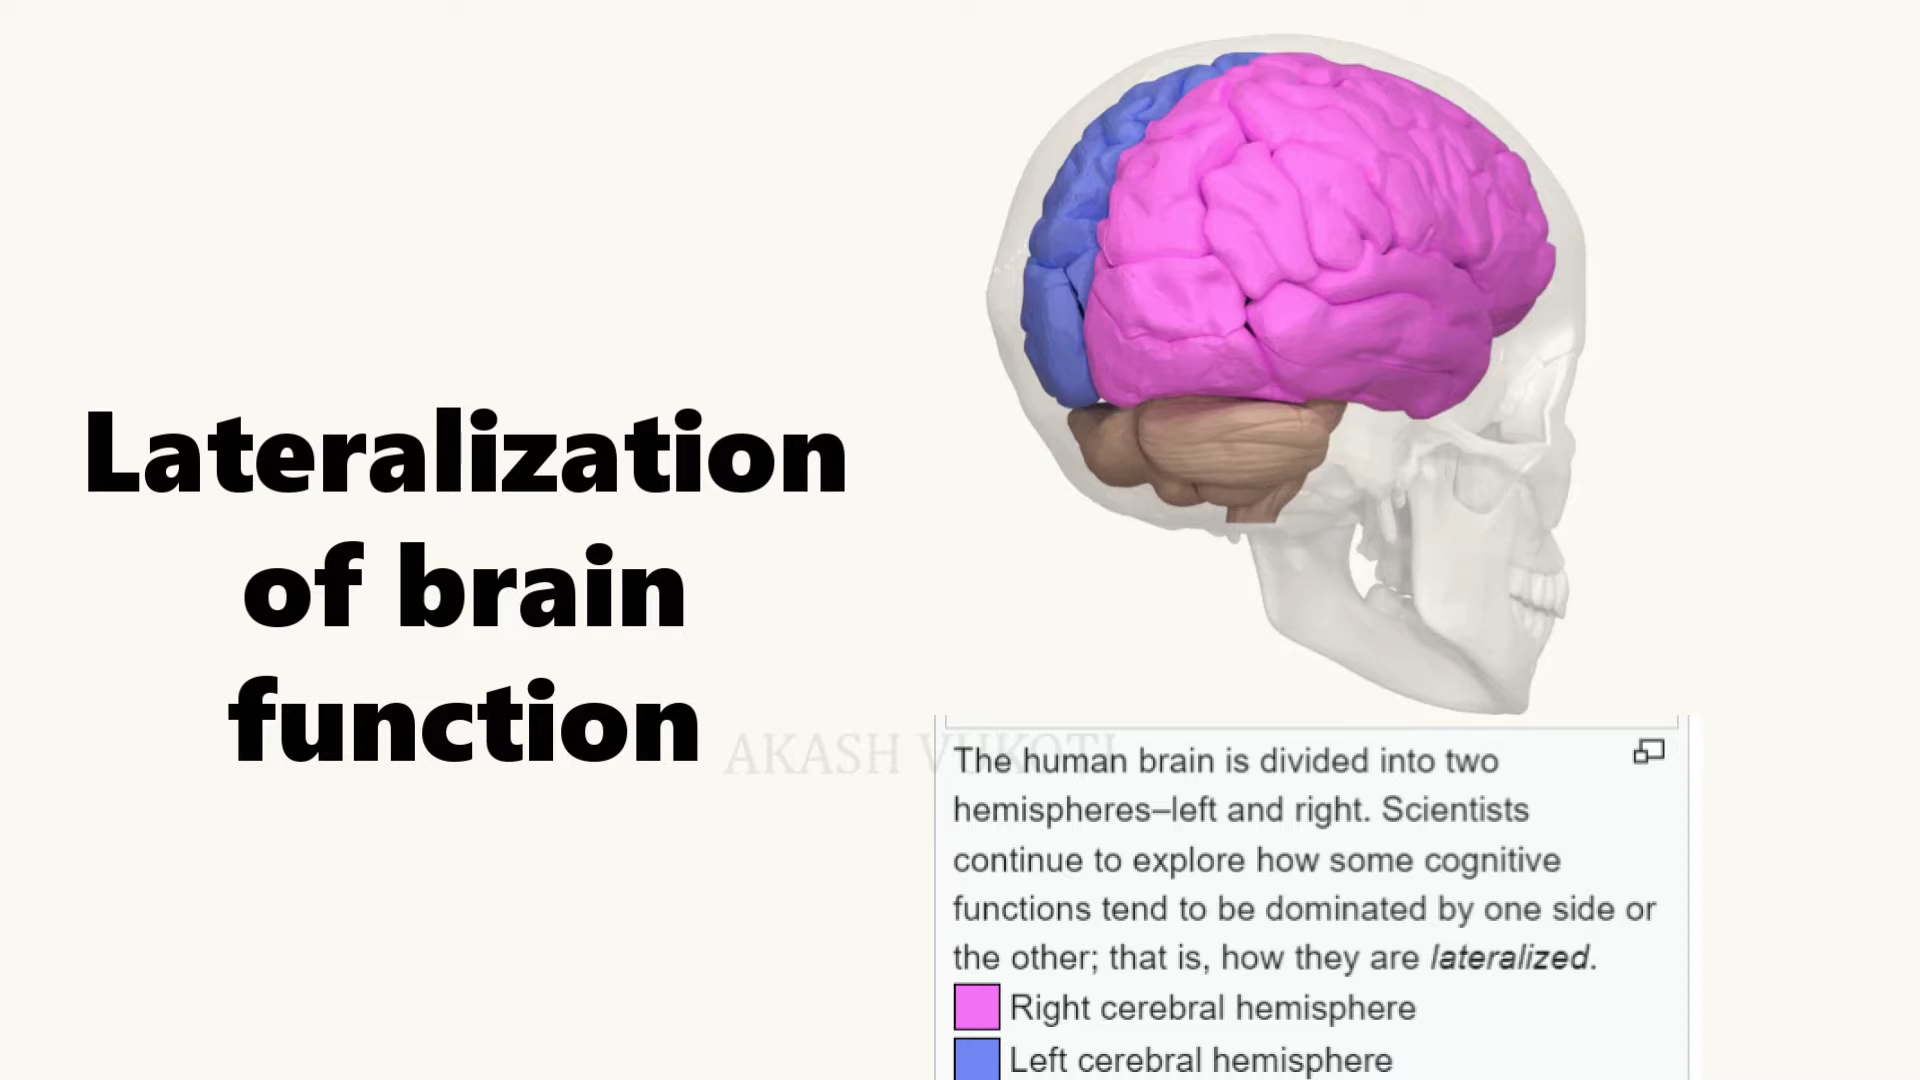 Lateralization
of brain
function
AKASH VUKOTI
The human brain is divided into two
hemispheres–left and right. Scientists
continue to explore how some cognitive
functions tend to be dominated by one side or
the other; that is, how they are lateralized.
Right cerebral hemisphere
Left cerebral hemisphere